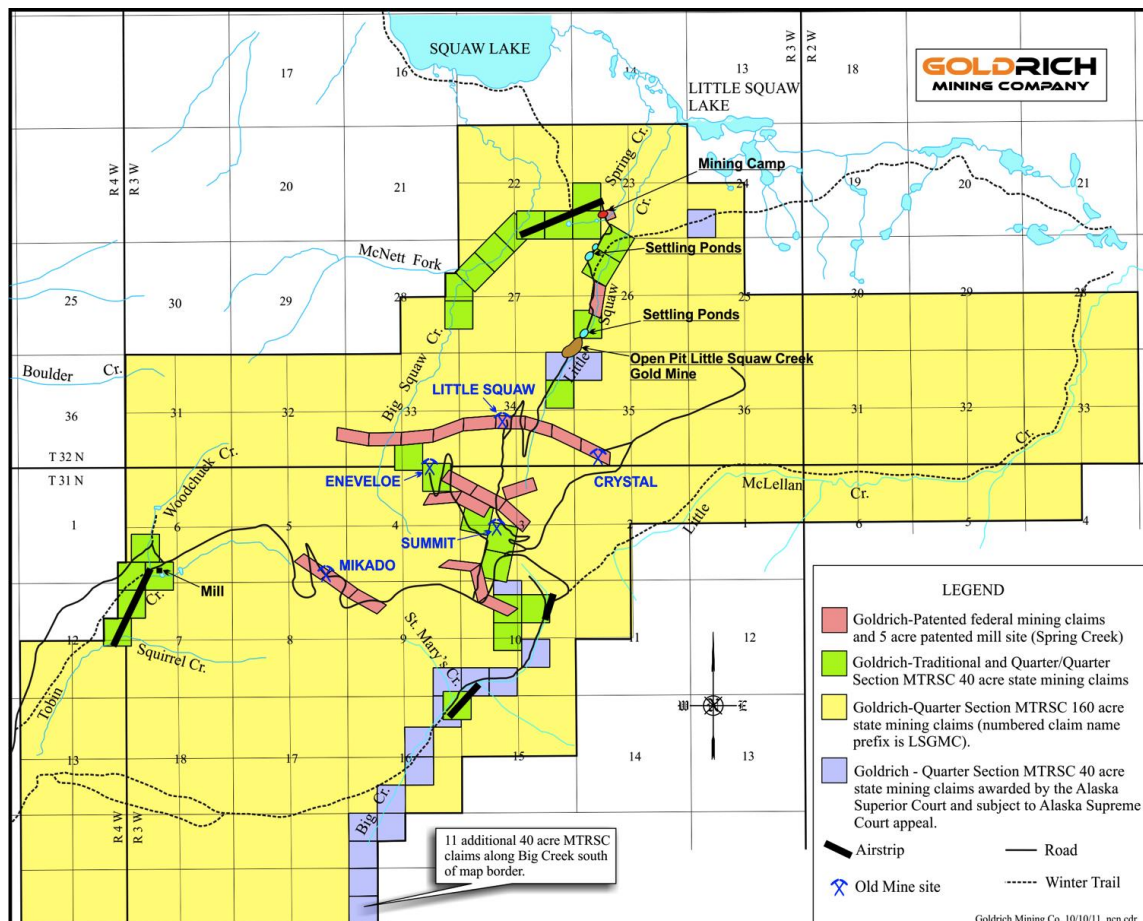 SQUAW LAKE
LITTLE SQUAW
LAKE
R 3 W
R 2 W
GOLDRICH
MINING COMPANY
17
16
14
13
18
R 4 W
R 3 W
20
21
22
23
24
19
20
21
Spring Cr.
Mining Camp
Cr.
McNett Fork
Settling Ponds
25
30
29
28
27
26
25
30
29
28
Squaw
Settling Ponds
Open Pit Little Squaw Creek
Gold Mine
Little
Boulder Cr.
Big Squaw Cr.
LITTLE SQUAW
36
31
32
33
34
35
36
31
32
33
T 32 N
T 31 N
ENEVELOE
CRYSTAL
Woodchuck Cr.
Little McLellan Cr.
1
6
5
4
3
2
1
6
5
4
SUMMIT
MIKADO
Mill
12
7
Squirrel Cr.
St. Mary's Cr.
10
11
12
Tobin Cr.
W
E
13
18
17
16
15
14
13
R 4 W
R 3 W
Big Cr.
11 additional 40 acre MTRSC
claims along Big Creek south
of map border.
LEGEND
Goldrich-Patented federal mining claims
and 5 acre patented mill site (Spring Creek)
Goldrich-Traditional and Quarter/Quarter
Section MTRSC 40 acre state mining claims
Goldrich-Quarter Section MTRSC 160 acre
state mining claims (numbered claim name
prefix is LSGMC).
Goldrich - Quarter Section MTRSC 40 acre
state mining claims awarded by the Alaska
Superior Court and subject to Alaska Supreme
Court appeal.
Airstrip
Road
Old Mine site
Winter Trail
Goldrich Mining Co. 10/10/11 ncn.cdr